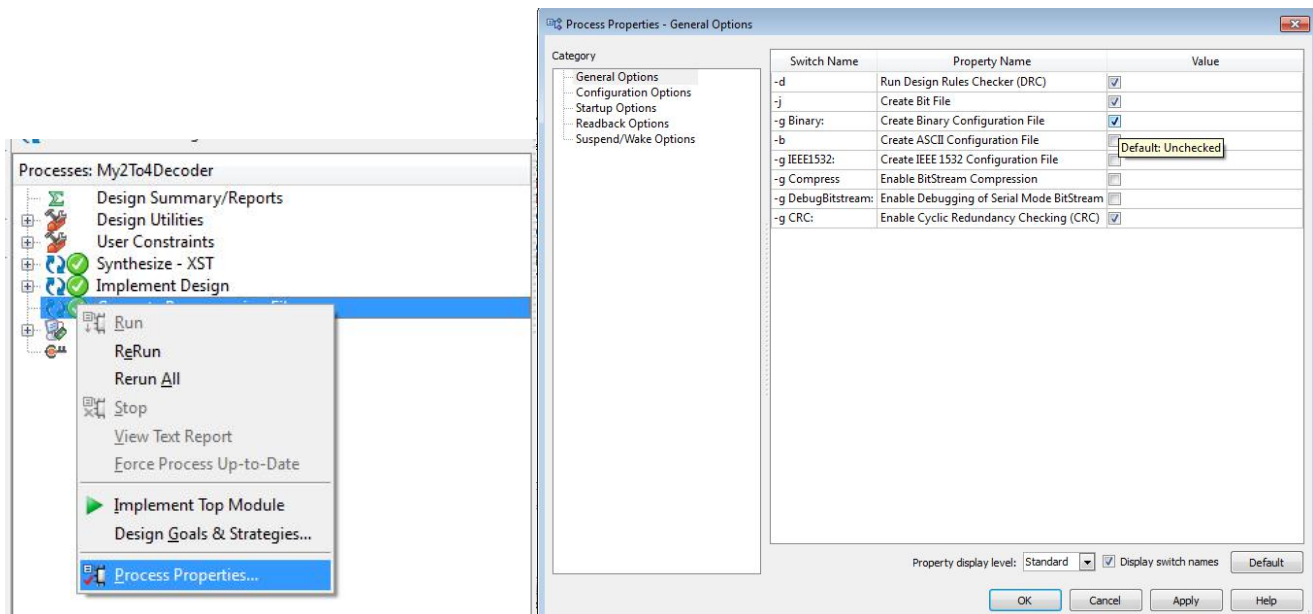 Processes: My2To4Decoder
Design Summary/Reports
Design Utilities
User Constraints
Synthesize - XST
Implement Design
Run
ReRun
Rerun All
Stop
View Text Report
Force Process Up-to-Date
Implement Top Module
Design Goals & Strategies...
Process Properties...
Process Properties - General Options
Category
General Options
Configuration Options
Startup Options
Readback Options
Suspend/Wake Options
Switch Name Property Name Value
-d Run Design Rules Checker (DRC)
-j Create Bit File
-g Binary: Create Binary Configuration File
-b Create ASCII Configuration File
Default: Unchecked
-g IEEE1532: Create IEEE 1532 Configuration File
-g Compress Enable BitStream Compression
-g DebugBitstream: Enable Debugging of Serial Mode BitStream
-g CRC: Enable Cyclic Redundancy Checking (CRC)
Property display level: Standard Display switch names Default
OK Cancel Apply Help